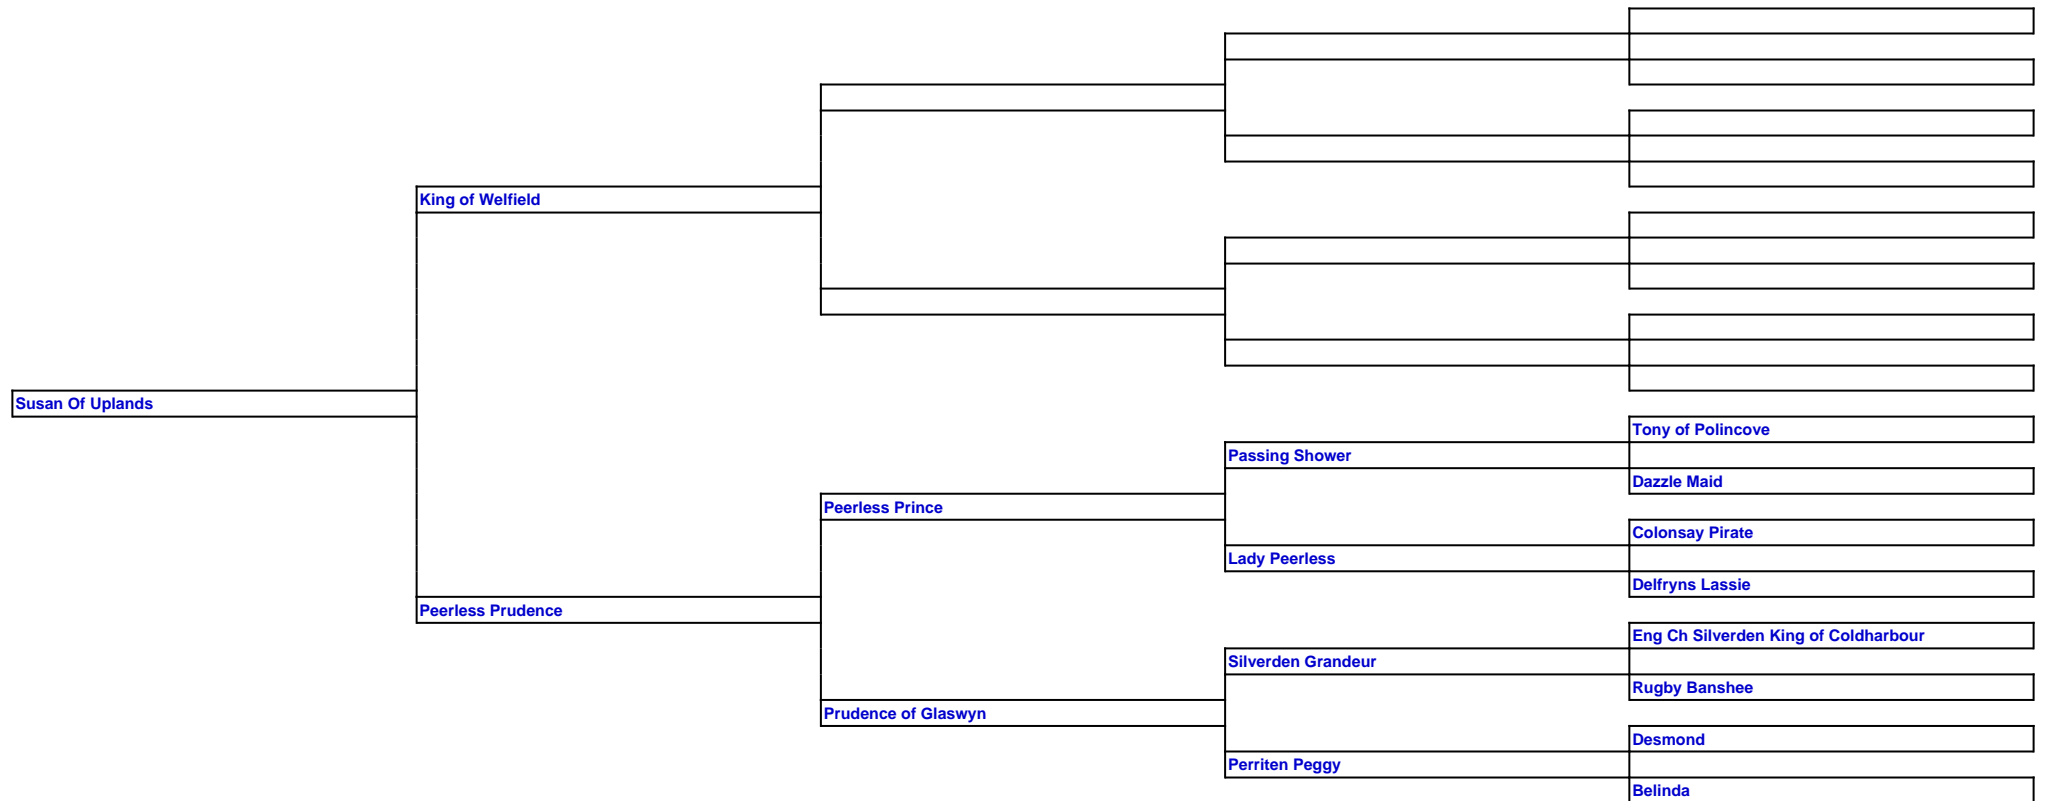 King of Welfield
Susan Of Uplands
Tony of Polincove
Passing Shower
Dazzle Maid
Peerless Prince
Colonsay Pirate
Lady Peerless
Delfryns Lassie
Peerless Prudence
Eng Ch Silverden King of Coldharbour
Silverden Grandeur
Rugby Banshee
Prudence of Glaswyn
Desmond
Perriten Peggy
Belinda